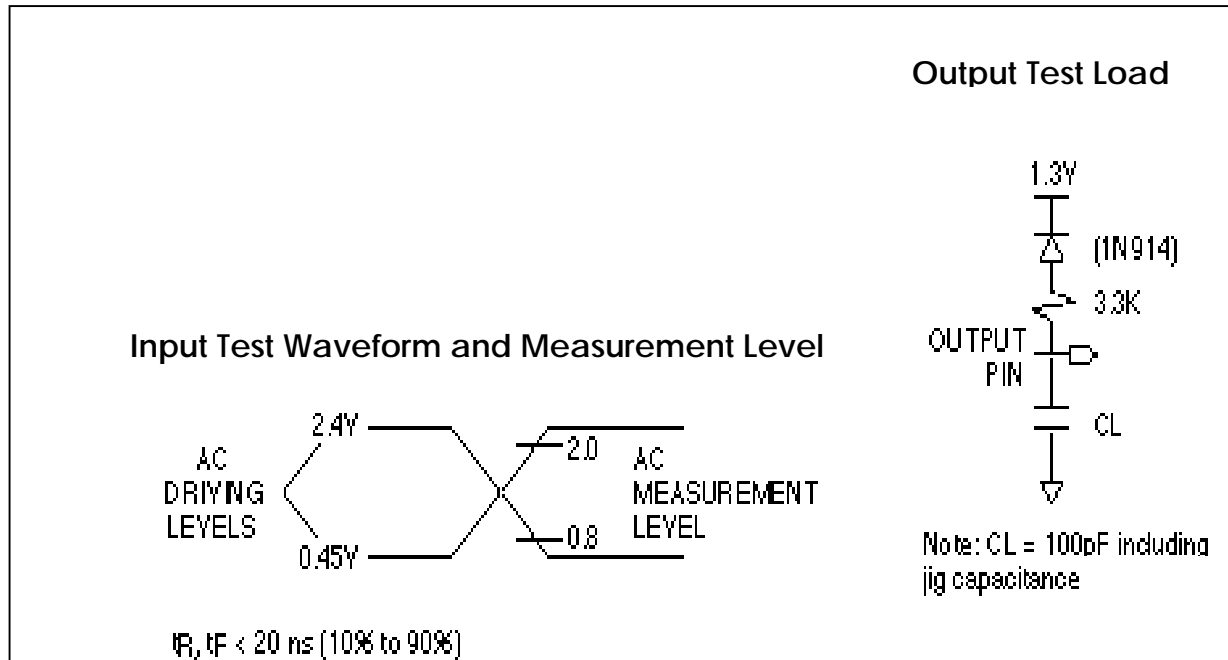 Output Test Load
1.3V
(1N914)
3.3K
OUTPUT
PIN
CL
Note: CL = 100pF including
jig capacitance
Input Test Waveform and Measurement Level
2.4V
AC
DRIVING
LEVELS
0.45V
2.0
AC
MEASUREMENT
LEVEL
0.8
tR, tF < 20 ns (10% to 90%)